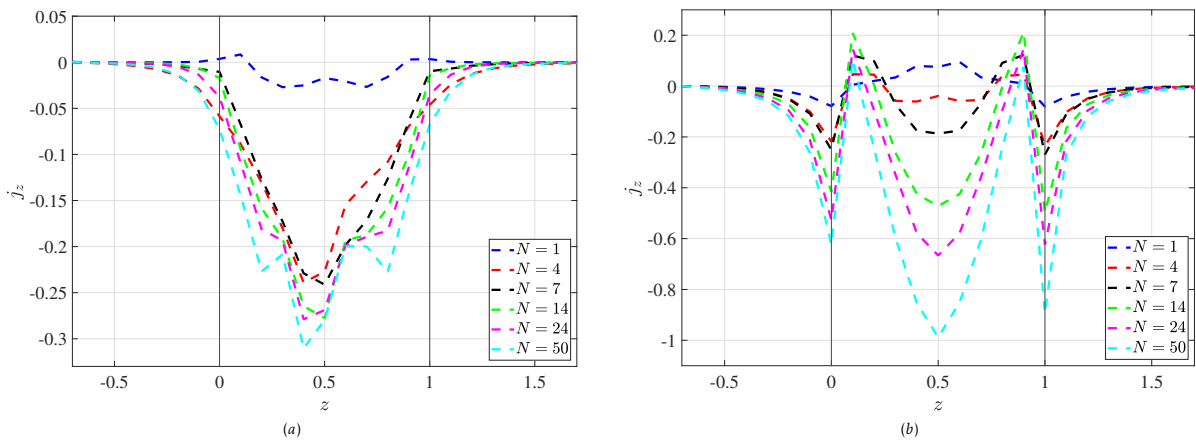 0.05
0
-0.05
-0.1
-0.15
-0.2
-0.25
-0.3
j_z
-0.5 0 0.5 1 1.5
z
N = 1
N = 4
N = 7
N = 14
N = 24
N = 50
(a)
0.2
0
-0.2
-0.4
-0.6
-0.8
-1
j_z
-0.5 0 0.5 1 1.5
z
N = 1
N = 4
N = 7
N = 14
N = 24
N = 50
(b)